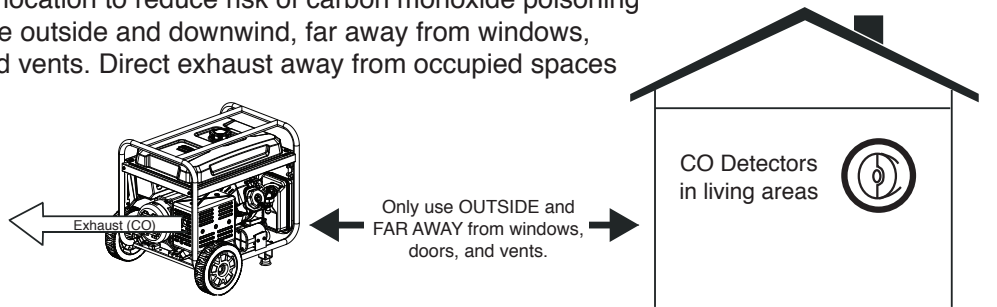 location to reduce risk of carbon monoxide poisoning
e outside and downwind, far away from windows,
d vents. Direct exhaust away from occupied spaces
CO Detectors
in living areas
Exhaust (CO)
Only use OUTSIDE and
FAR AWAY from windows,
doors, and vents.